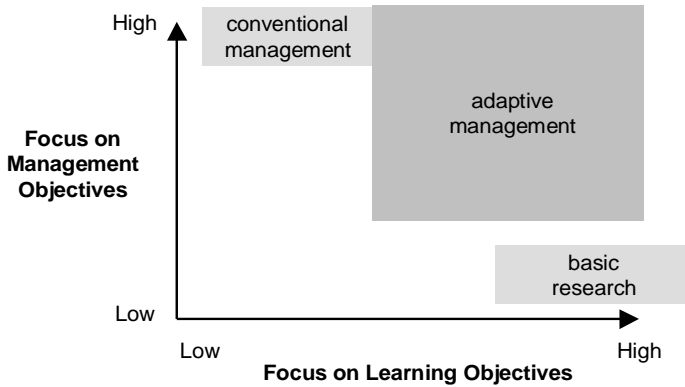 High
conventional
management
adaptive
management
Focus on
Management
Objectives
basic
research
Low
Low
High
Focus on Learning Objectives